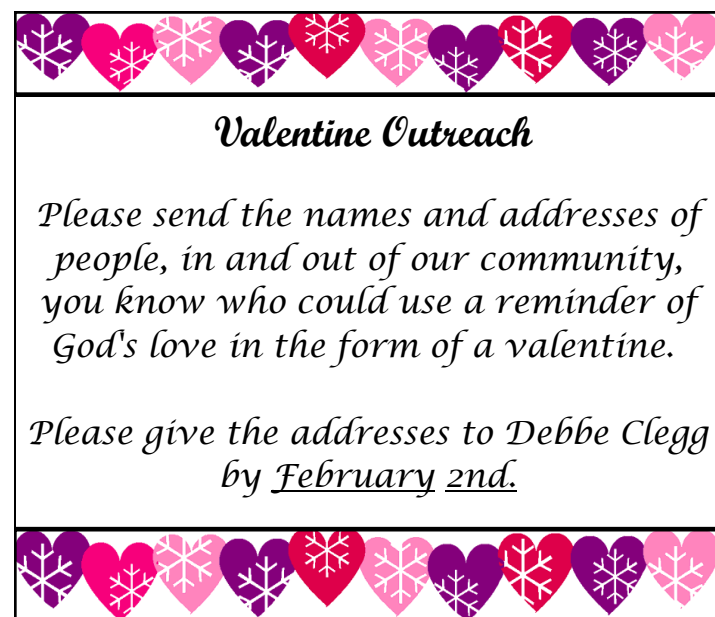 Valentine Outreach
Please send the names and addresses of
people, in and out of our community,
you know who could use a reminder of
God's love in the form of a valentine.
Please give the addresses to Debbe Clegg
by February 2nd.